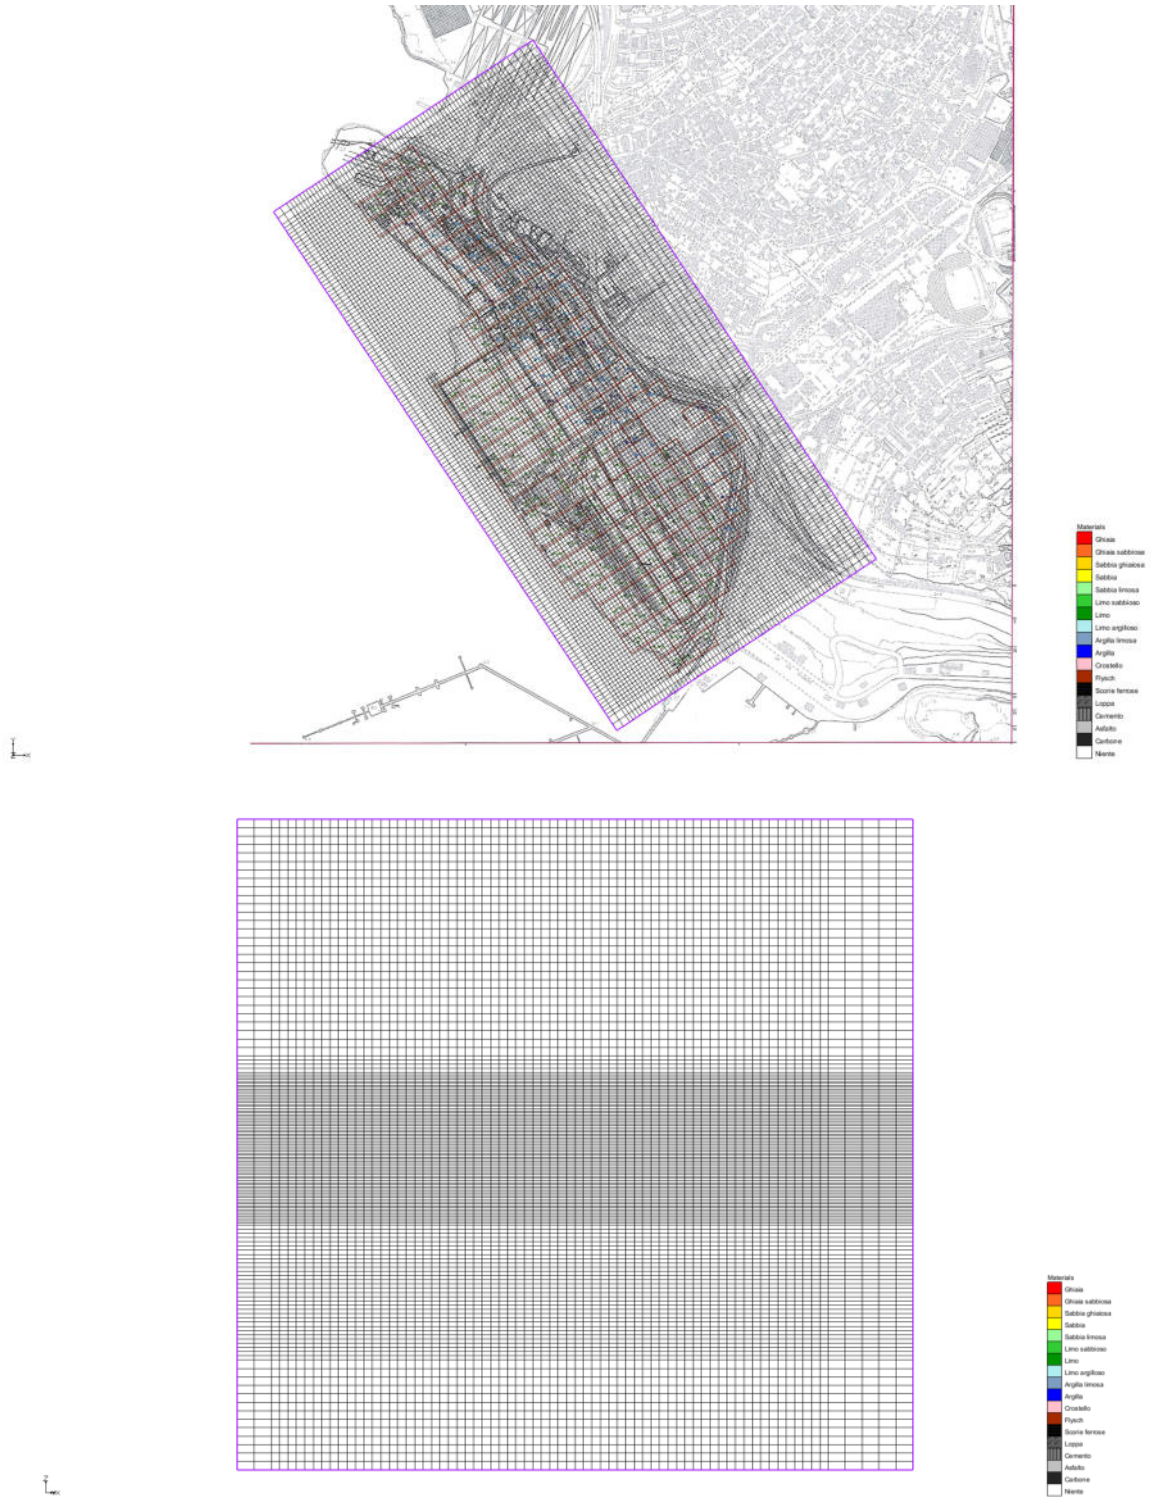 Materials
Ghiaia
Ghiaia sabbiosa
Sabbia ghiaiosa
Sabbia
Sabbia limosa
Limo sabbioso
Limo
Limo argilloso
Argilla limosa
Argilla
Crostello
Flysch
Scorie ferrose
Loppa
Cemento
Asfalto
Carbone
Niente
Materials
Ghiaia
Ghiaia sabbiosa
Sabbia ghiaiosa
Sabbia
Sabbia limosa
Limo sabbioso
Limo
Limo argilloso
Argilla limosa
Argilla
Crostello
Flysch
Scorie ferrose
Loppa
Cemento
Asfalto
Carbone
Niente